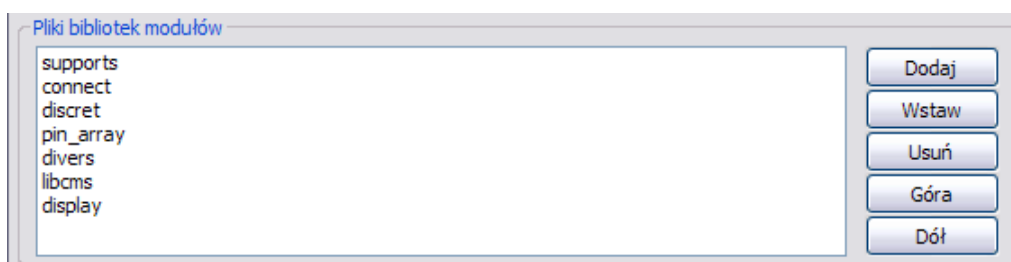 Pliki bibliotek modułów
supports
connect
discret
pin_array
divers
libcms
display
Dodaj
Wstaw
Usuń
Góra
Dół